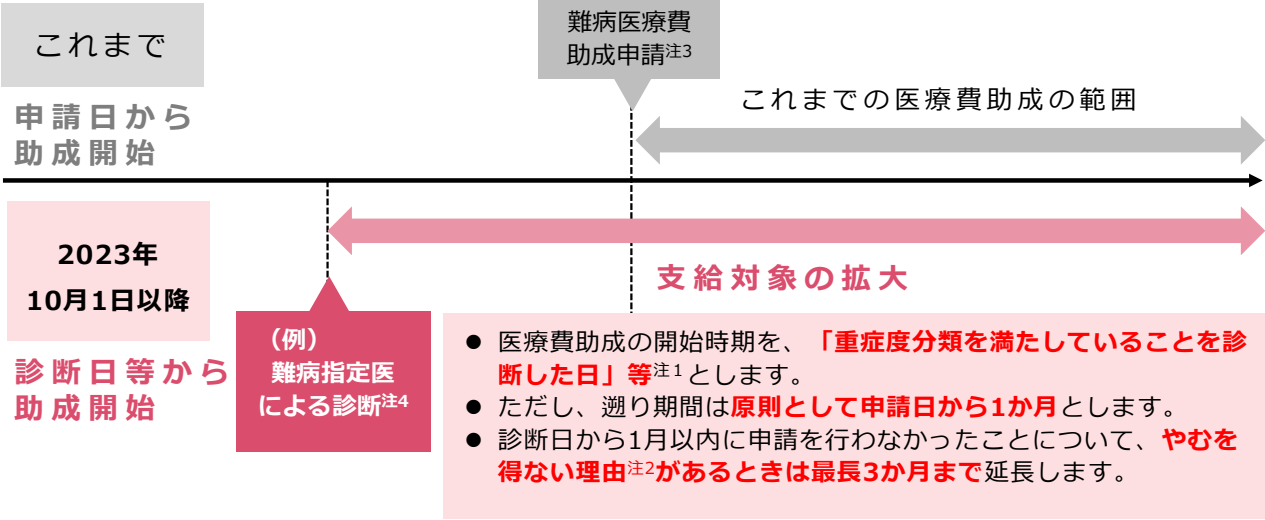 これまで
難病医療費
助成申請注3
申請日から
助成開始
これまでの医療費助成の範囲
2023年
10月1日以降
支給対象の拡大
診断日等から
助成開始
（例）
難病指定医
による診断注4
● 医療費助成の開始時期を、「重症度分類を満たしていることを診
断した日」等注1とします。
● ただし、遡り期間は原則として申請日から1か月とします。
● 診断日から1月以内に申請を行わなかったことについて、やむを
得ない理由注2があるときは最長3か月まで延長します。